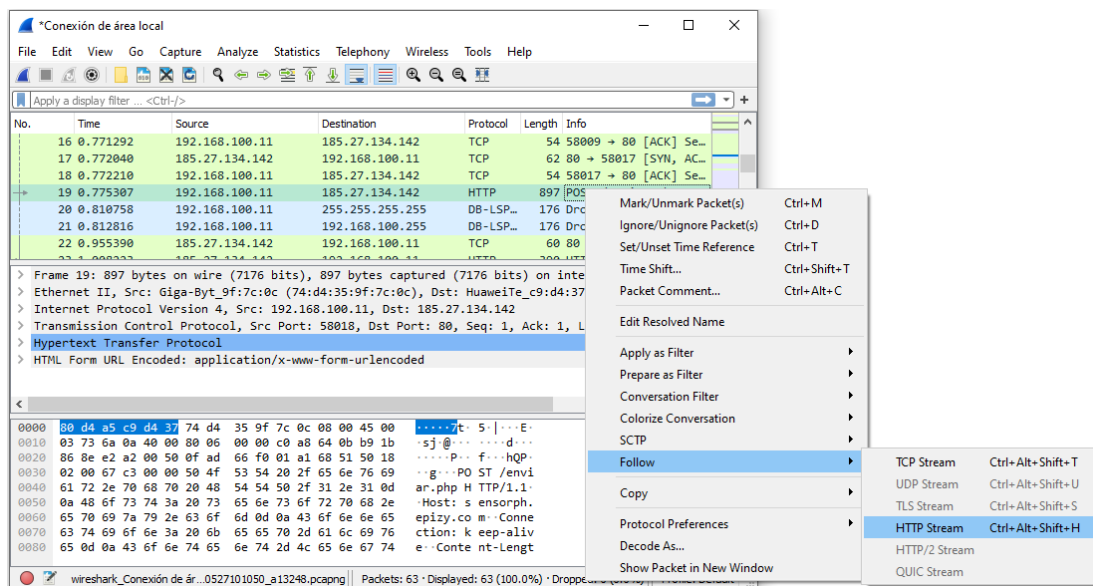 *Conexión de área local
File Edit View Go Capture Analyze Statistics Telephony Wireless Tools Help
Apply a display filter ... <Ctrl-/>
No. Time Source Destination Protocol Length Info
16 0.771292 192.168.100.11 185.27.134.142 TCP 54 58009 → 80 [ACK] Se…
17 0.772040 185.27.134.142 192.168.100.11 TCP 62 80 → 58017 [SYN, AC…
18 0.772210 192.168.100.11 185.27.134.142 TCP 54 58017 → 80 [ACK] Se…
19 0.775307 192.168.100.11 185.27.134.142 HTTP 897 POS
20 0.810758 192.168.100.11 255.255.255.255 DB-LSP… 176 Dro
21 0.812816 192.168.100.11 255.255.255.255 DB-LSP… 176 Dro
22 0.955390 185.27.134.142 192.168.100.11 TCP 60 80
> Frame 19: 897 bytes on wire (7176 bits), 897 bytes captured (7176 bits) on inte
> Ethernet II, Src: Giga-Byt_9f:7c:0c (74:d4:35:9f:7c:0c), Dst: HuaweiTe_c9:d4:37
> Internet Protocol Version 4, Src: 192.168.100.11, Dst: 185.27.134.142
> Transmission Control Protocol, Src Port: 58018, Dst Port: 80, Seq: 1, Ack: 1, L
> Hypertext Transfer Protocol
> HTML Form URL Encoded: application/x-www-form-urlencoded
0000 80 d4 a5 c9 d4 37 74 d4 35 9f 7c 0c 08 00 45 00 ·····7t· 5·|···E·
0010 03 73 6a 0a 40 00 80 06 00 00 c0 a8 64 0b b9 1b ·sj·@··· ····d···
0020 86 8e e2 a2 00 50 0f ad 66 f0 01 a1 68 51 50 18 ·····P·· f···hQP·
0030 02 00 67 c3 00 00 50 4f 53 54 20 2f 65 6e 76 69 ··g···PO ST /envi
0040 61 72 2e 70 68 70 20 48 54 54 50 2f 31 2e 31 0d ar.php H TTP/1.1·
0050 0a 48 6f 73 74 3a 20 73 65 6e 73 6f 72 70 68 2e ·Host: s ensorph.
0060 65 70 69 7a 79 2e 63 6f 6d 0d 0a 43 6f 6e 6e 65 epizy.co m··Conne
0070 63 74 69 6f 6e 3a 20 6b 65 65 70 2d 61 6c 69 76 ction: k eep-aliv
0080 65 0d 0a 43 6f 6e 74 65 6e 74 2d 4c 65 6e 67 74 e··Conte nt-Lengt
wireshark_Conexión de ár…0527101050_a13248.pcapng Packets: 63 · Displayed: 63 (100.0%) · Droppe
Mark/Unmark Packet(s) Ctrl+M
Ignore/Unignore Packet(s) Ctrl+D
Set/Unset Time Reference Ctrl+T
Time Shift... Ctrl+Shift+T
Packet Comment... Ctrl+Alt+C
Edit Resolved Name
Apply as Filter
Prepare as Filter
Conversation Filter
Colorize Conversation
SCTP
Follow
Copy
Protocol Preferences
Decode As...
Show Packet in New Window
TCP Stream Ctrl+Alt+Shift+T
UDP Stream Ctrl+Alt+Shift+U
TLS Stream Ctrl+Alt+Shift+S
HTTP Stream Ctrl+Alt+Shift+H
HTTP/2 Stream
QUIC Stream